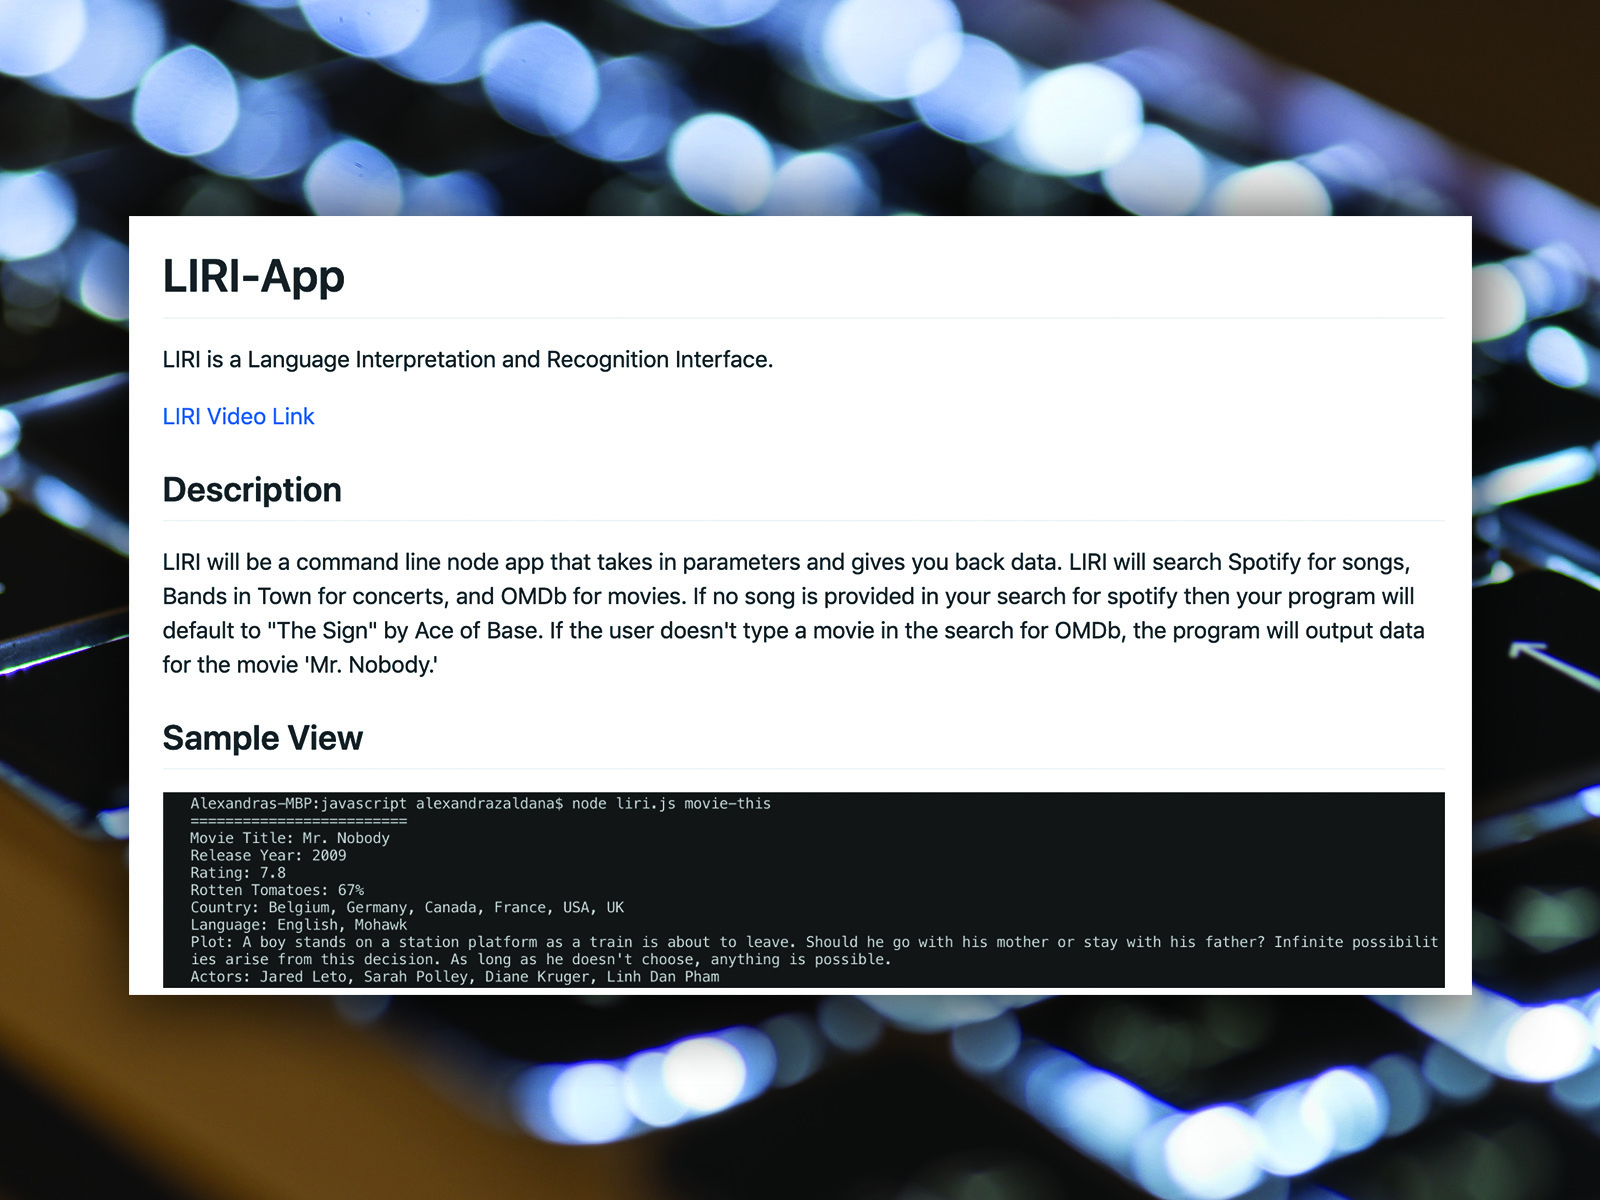 LIRI-App
LIRI is a Language Interpretation and Recognition Interface.
LIRI Video Link
Description
LIRI will be a command line node app that takes in parameters and gives you back data. LIRI will search Spotify for songs,
Bands in Town for concerts, and OMDb for movies. If no song is provided in your search for spotify then your program will
default to "The Sign" by Ace of Base. If the user doesn't type a movie in the search for OMDb, the program will output data
for the movie 'Mr. Nobody.'
Sample View
Alexandras-MBP:javascript alexandrazaldana$ node liri.js movie-this
=========================
Movie Title: Mr. Nobody
Release Year: 2009
Rating: 7.8
Rotten Tomatoes: 67%
Country: Belgium, Germany, Canada, France, USA, UK
Language: English, Mohawk
Plot: A boy stands on a station platform as a train is about to leave. Should he go with his mother or stay with his father? Infinite possibilit
ies arise from this decision. As long as he doesn't choose, anything is possible.
Actors: Jared Leto, Sarah Polley, Diane Kruger, Linh Dan Pham